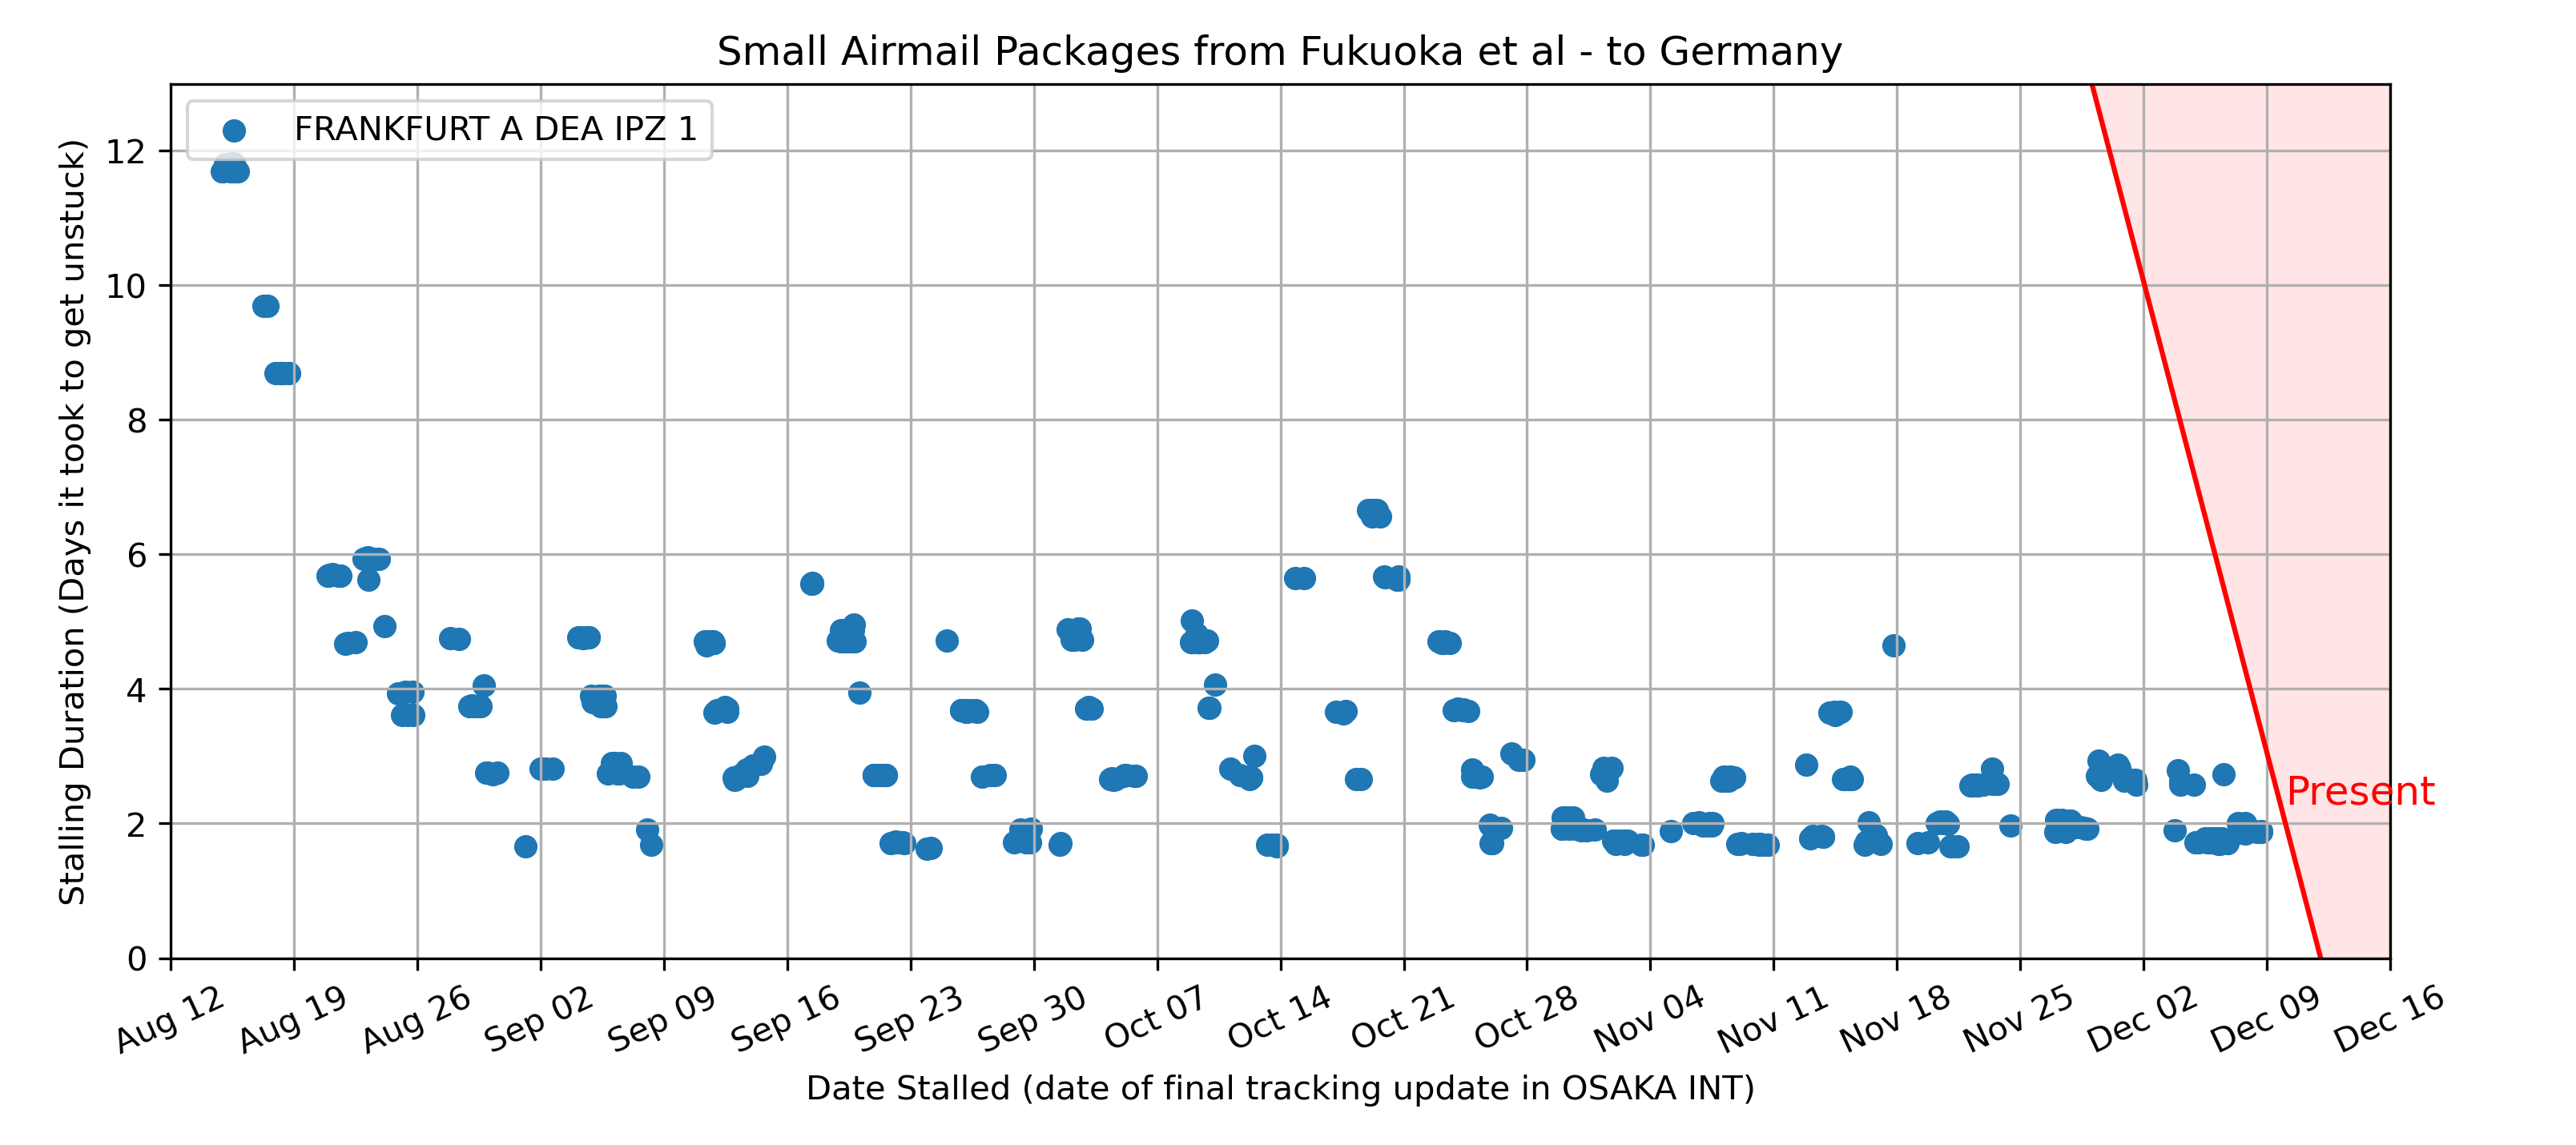 Small Airmail Packages from Fukuoka et al - to Germany
FRANKFURT A DEA IPZ 1
Stalling Duration (Days it took to get unstuck)
12
10
8
6
4
2
0
Present
Aug 12
Aug 19
Aug 26
Sep 02
Sep 09
Sep 16
Sep 23
Sep 30
Oct 07
Oct 14
Oct 21
Oct 28
Nov 04
Nov 11
Nov 18
Nov 25
Dec 02
Dec 09
Dec 16
Date Stalled (date of final tracking update in OSAKA INT)